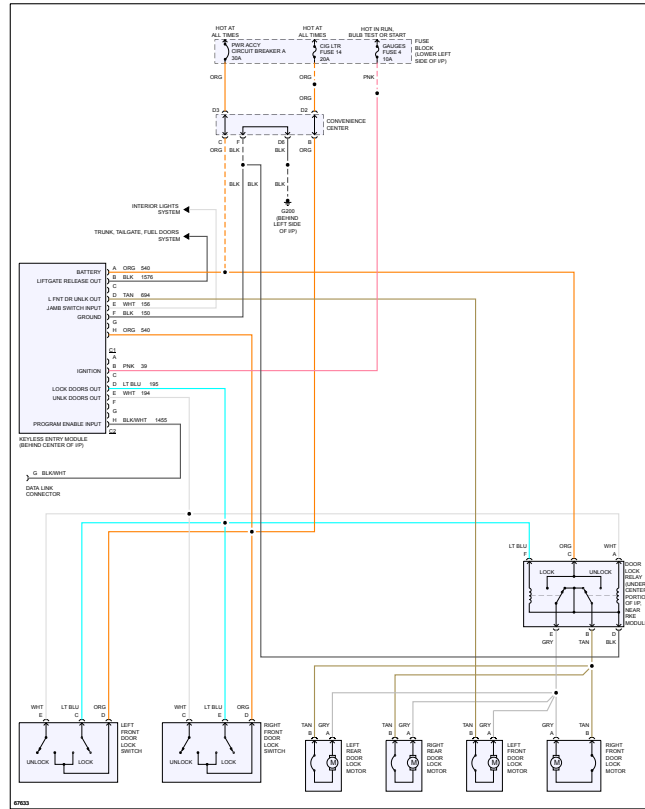 HOT AT
ALL TIMES
HOT AT
ALL TIMES
HOT IN RUN,
BULB TEST OR START
PWR ACCY
CIRCUIT BREAKER A
30A
CIG LTR
FUSE 14
20A
GAUGES
FUSE 4
10A
FUSE
BLOCK
(LOWER LEFT
SIDE OF I/P)
ORG
ORG
PNK
ORG
D3
D2
CONVENIENCE
CENTER
C
F
D6
B
ORG
BLK
BLK
ORG
BLK
BLK
BLK
G200
(BEHIND
LEFT SIDE
OF I/P)
INTERIOR LIGHTS
SYSTEM
TRUNK, TAILGATE, FUEL DOORS
SYSTEM
BATTERY
A ORG 540
LIFTGATE RELEASE OUT
B BLK 1576
C
L FNT DR UNLK OUT
D TAN 694
JAMB SWITCH INPUT
E WHT 156
GROUND
F BLK 150
G
H ORG 540
C1
A
IGNITION
B PNK 39
C
LOCK DOORS OUT
D LT BLU 195
UNLK DOORS OUT
E WHT 194
F
G
PROGRAM ENABLE INPUT
H BLK/WHT 1455
C2
KEYLESS ENTRY MODULE
(BEHIND CENTER OF I/P)
G BLK/WHT
DATA LINK
CONNECTOR
LT BLU
F
ORG
C
WHT
A
LOCK
UNLOCK
DOOR
LOCK
RELAY
(UNDER
CENTER
PORTION
OF I/P,
NEAR
RKE
MODULE
E
B
D
GRY
TAN
BLK
WHT
E
LT BLU
C
ORG
D
UNLOCK
LOCK
LEFT
FRONT
DOOR
LOCK
SWITCH
WHT
C
LT BLU
E
ORG
D
UNLOCK
LOCK
RIGHT
FRONT
DOOR
LOCK
SWITCH
TAN
B
GRY
A
M
LEFT
REAR
DOOR
LOCK
MOTOR
TAN
B
GRY
A
M
RIGHT
REAR
DOOR
LOCK
MOTOR
TAN
B
GRY
A
M
LEFT
FRONT
DOOR
LOCK
MOTOR
GRY
A
TAN
B
M
RIGHT
FRONT
DOOR
LOCK
MOTOR
67633